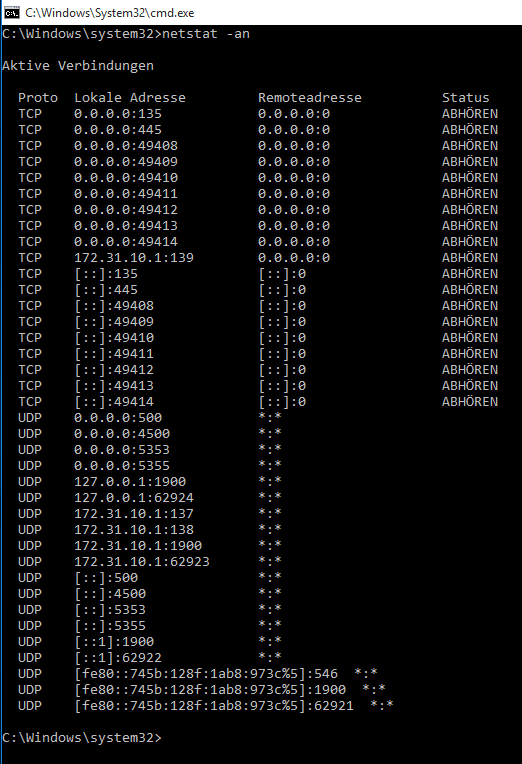 C:\Windows\System32\cmd.exe
C:\Windows\system32>netstat -an
Aktive Verbindungen
Proto  Lokale Adresse         Remoteadresse          Status
TCP    0.0.0.0:135            0.0.0.0:0              ABHÖREN
TCP    0.0.0.0:445            0.0.0.0:0              ABHÖREN
TCP    0.0.0.0:49408          0.0.0.0:0              ABHÖREN
TCP    0.0.0.0:49409          0.0.0.0:0              ABHÖREN
TCP    0.0.0.0:49410          0.0.0.0:0              ABHÖREN
TCP    0.0.0.0:49411          0.0.0.0:0              ABHÖREN
TCP    0.0.0.0:49412          0.0.0.0:0              ABHÖREN
TCP    0.0.0.0:49413          0.0.0.0:0              ABHÖREN
TCP    0.0.0.0:49414          0.0.0.0:0              ABHÖREN
TCP    172.31.10.1:139        0.0.0.0:0              ABHÖREN
TCP    [::]:135               [::]:0                 ABHÖREN
TCP    [::]:445               [::]:0                 ABHÖREN
TCP    [::]:49408             [::]:0                 ABHÖREN
TCP    [::]:49409             [::]:0                 ABHÖREN
TCP    [::]:49410             [::]:0                 ABHÖREN
TCP    [::]:49411             [::]:0                 ABHÖREN
TCP    [::]:49412             [::]:0                 ABHÖREN
TCP    [::]:49413             [::]:0                 ABHÖREN
TCP    [::]:49414             [::]:0                 ABHÖREN
UDP    0.0.0.0:500            *:*
UDP    0.0.0.0:4500           *:*
UDP    0.0.0.0:5353           *:*
UDP    0.0.0.0:5355           *:*
UDP    127.0.0.1:1900         *:*
UDP    127.0.0.1:62924        *:*
UDP    172.31.10.1:137        *:*
UDP    172.31.10.1:138        *:*
UDP    172.31.10.1:1900       *:*
UDP    172.31.10.1:62923      *:*
UDP    [::]:500               *:*
UDP    [::]:4500              *:*
UDP    [::]:5353              *:*
UDP    [::]:5355              *:*
UDP    [::1]:1900             *:*
UDP    [::1]:62922            *:*
UDP    [fe80::745b:128f:1ab8:973c%5]:546  *:*
UDP    [fe80::745b:128f:1ab8:973c%5]:1900  *:*
UDP    [fe80::745b:128f:1ab8:973c%5]:62921  *:*
C:\Windows\system32>